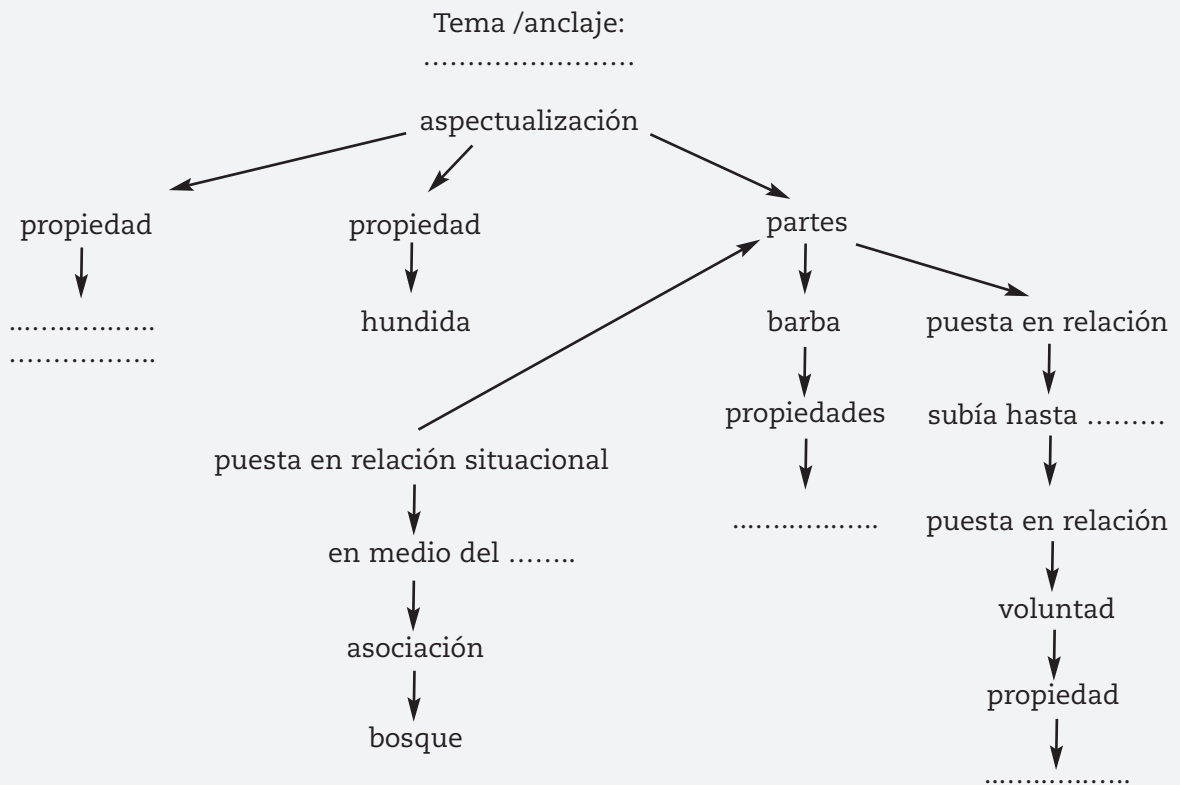 Tema /anclaje:
........................
aspectualización
propiedad
propiedad
partes
.................
.................
hundida
barba
puesta en relación
propiedades
subía hasta .........
puesta en relación situacional
.................
puesta en relación
en medio del ........
voluntad
asociación
propiedad
bosque
.................